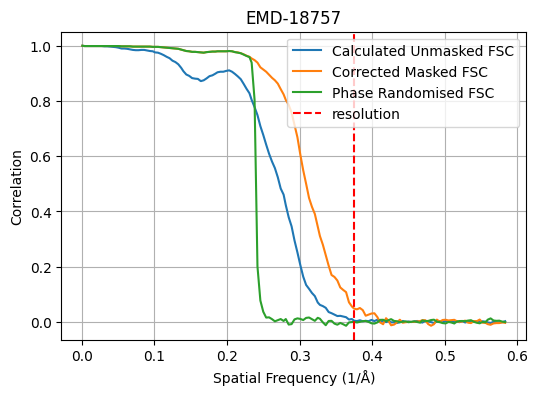 EMD-18757
Calculated Unmasked FSC
Corrected Masked FSC
Phase Randomised FSC
resolution
Correlation
1.0
0.8
0.6
0.4
0.2
0.0
0.0 0.1 0.2 0.3 0.4 0.5 0.6
Spatial Frequency (1/Å)